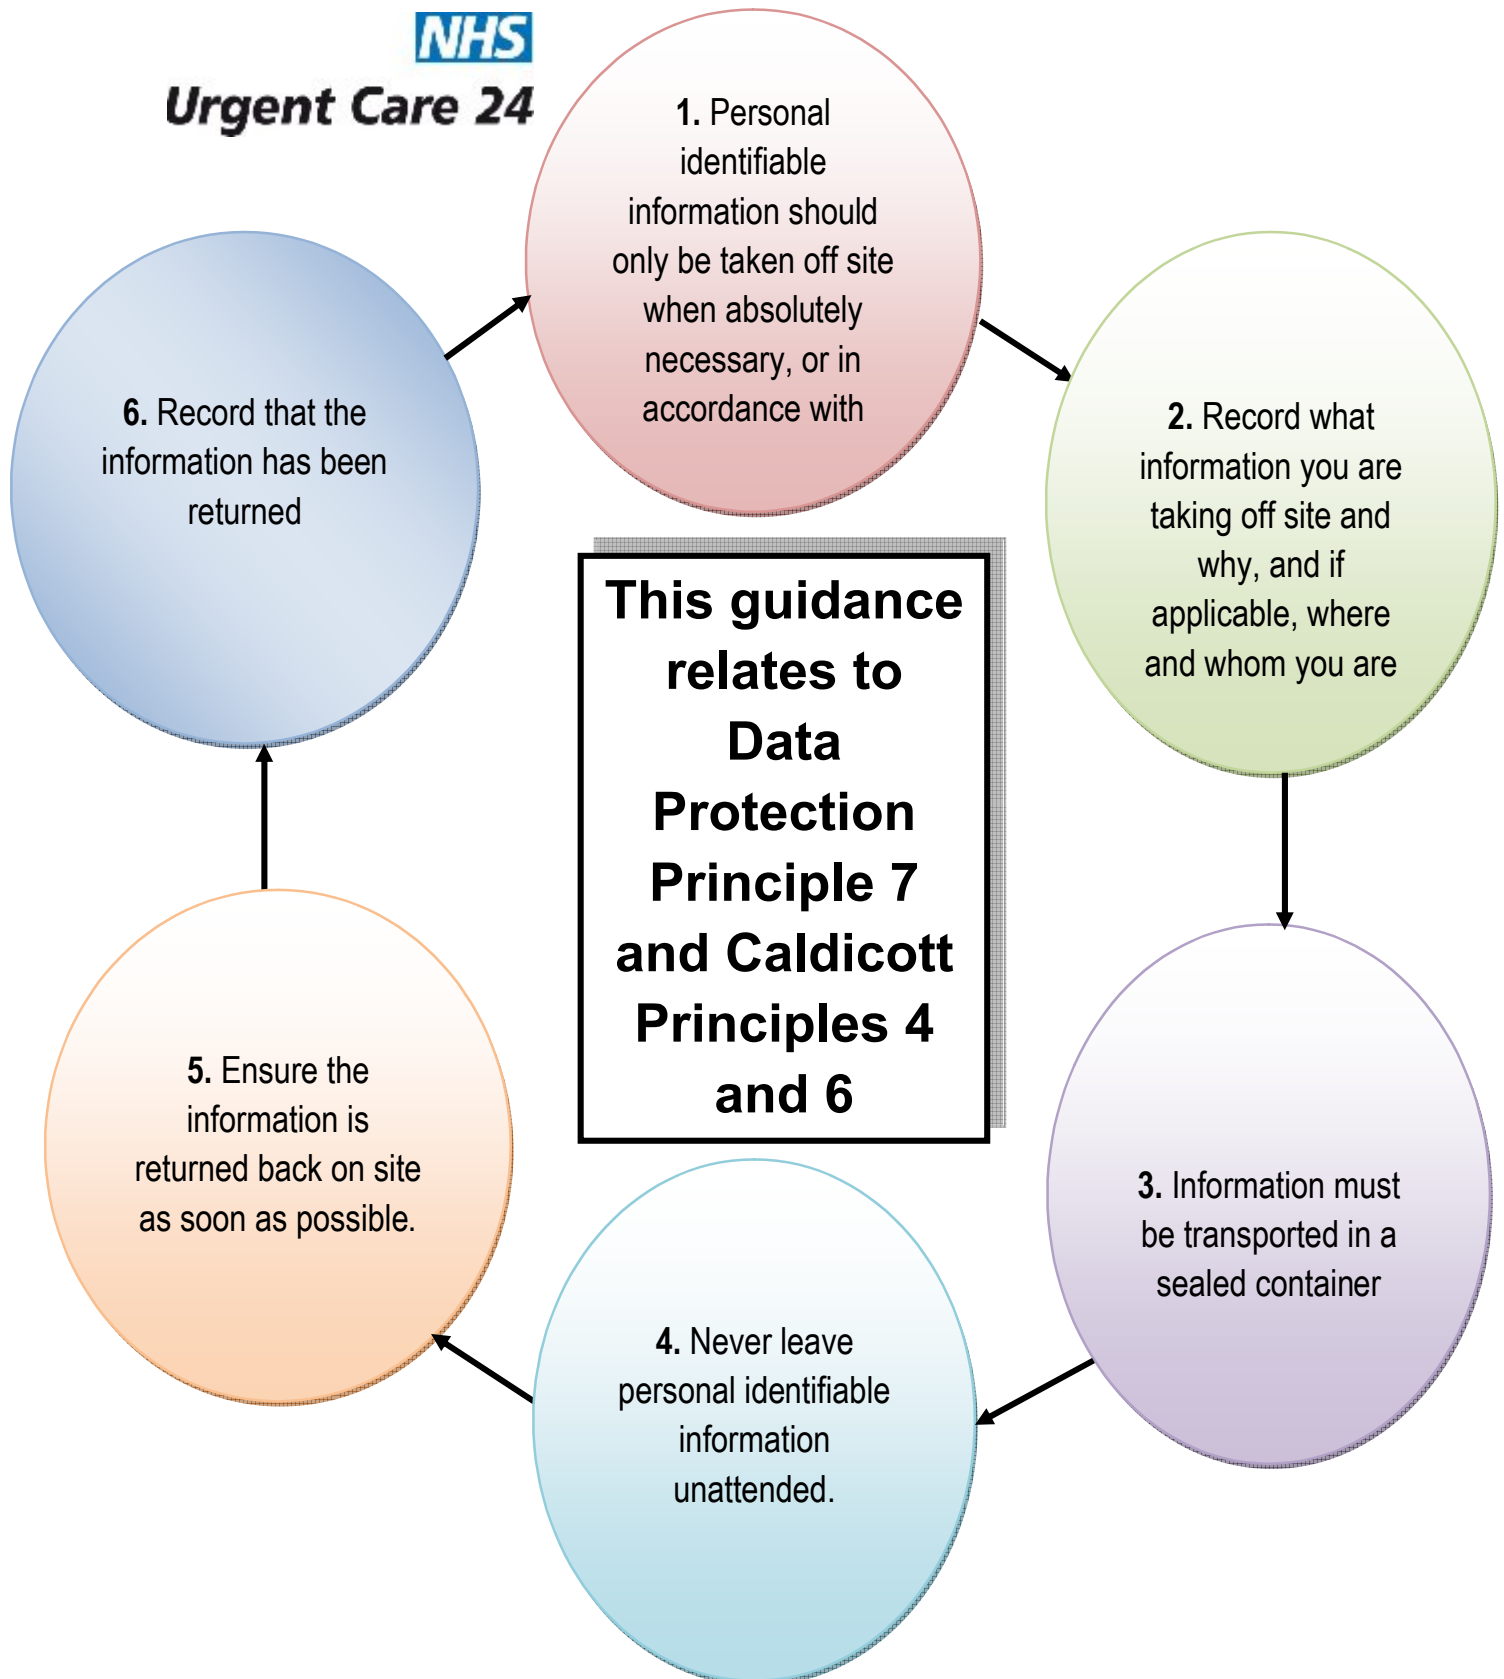 NHS
Urgent Care 24
1. Personal
identifiable
information should
only be taken off site
when absolutely
necessary, or in
accordance with
2. Record what
information you are
taking off site and
why, and if
applicable, where
and whom you are
3. Information must
be transported in a
sealed container
4. Never leave
personal identifiable
information
unattended.
5. Ensure the
information is
returned back on site
as soon as possible.
6. Record that the
information has been
returned
This guidance
relates to
Data
Protection
Principle 7
and Caldicott
Principles 4
and 6